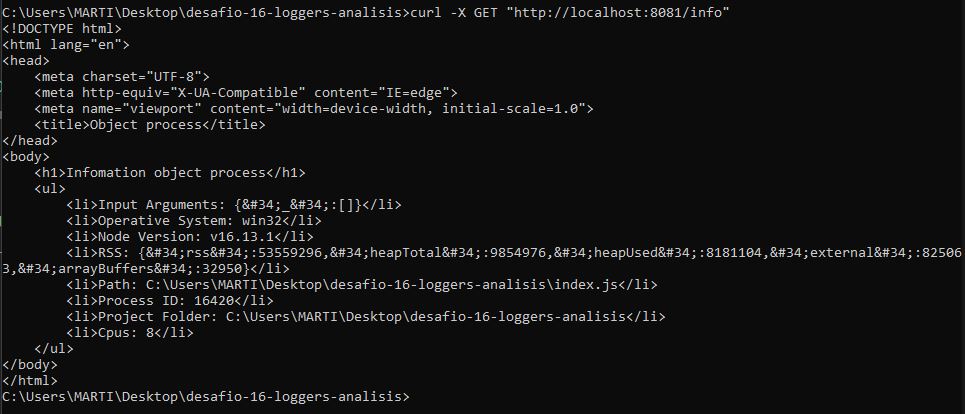 C:\Users\MARTI\Desktop\desafio-16-loggers-analisis>curl -X GET "http://localhost:8081/info"
<!DOCTYPE html>
<html lang="en">
<head>
    <meta charset="UTF-8">
    <meta http-equiv="X-UA-Compatible" content="IE=edge">
    <meta name="viewport" content="width=device-width, initial-scale=1.0">
    <title>Object process</title>
</head>
<body>
    <h1>Infomation object process</h1>
    <ul>
        <li>Input Arguments: {&#34;_&#34;:[]}</li>
        <li>Operative System: win32</li>
        <li>Node Version: v16.13.1</li>
        <li>RSS: {&#34;rss&#34;:53559296,&#34;heapTotal&#34;:9854976,&#34;heapUsed&#34;:8181104,&#34;external&#34;:82506
3,&#34;arrayBuffers&#34;:32950}</li>
        <li>Path: C:\Users\MARTI\Desktop\desafio-16-loggers-analisis\index.js</li>
        <li>Process ID: 16420</li>
        <li>Project Folder: C:\Users\MARTI\Desktop\desafio-16-loggers-analisis</li>
        <li>Cpus: 8</li>
    </ul>
</body>
</html>
C:\Users\MARTI\Desktop\desafio-16-loggers-analisis>